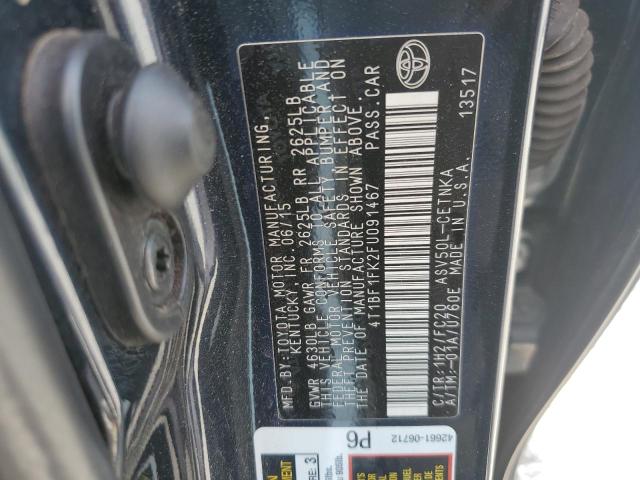 MFD.BY:TOYOTA MOTOR MANUFACTURING,
KENTUCKY, INC. 06/15
GVWR 4630LB GAWR FR 2625LB RR 2625LB
THIS VEHICLE CONFORMS TO ALL APPLICABLE
FEDERAL MOTOR VEHICLE SAFETY BUMPER AND
THEFT PREVENTION STANDARDS IN EFFECT ON
THE DATE OF MANUFACTURE SHOWN ABOVE.
4T1BF1FK2FU091467 PASS.CAR
C/TR:1H2/FC20 ASV50L-CETNKA
A/TM:-01A/U760E MADE IN U.S.A. 13517
P6
42661-06712